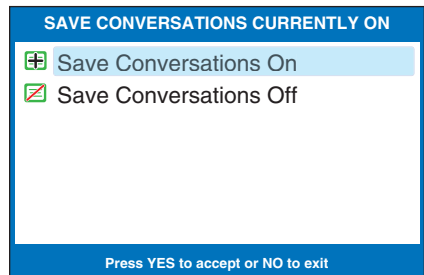 SAVE CONVERSATIONS CURRENTLY ON
Save Conversations On
Save Conversations Off
Press YES to accept or NO to exit